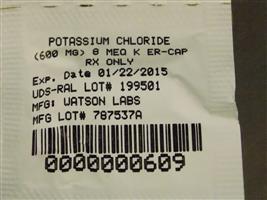 POTASSIUM CHLORIDE
(600 MG) 8 MEQ K ER-CAP
RX ONLY
Exp. Date 01/22/2015
UDS-RAL LOT# 199501
MFG: WATSON LABS
MFG LOT# 787537A
0000000609